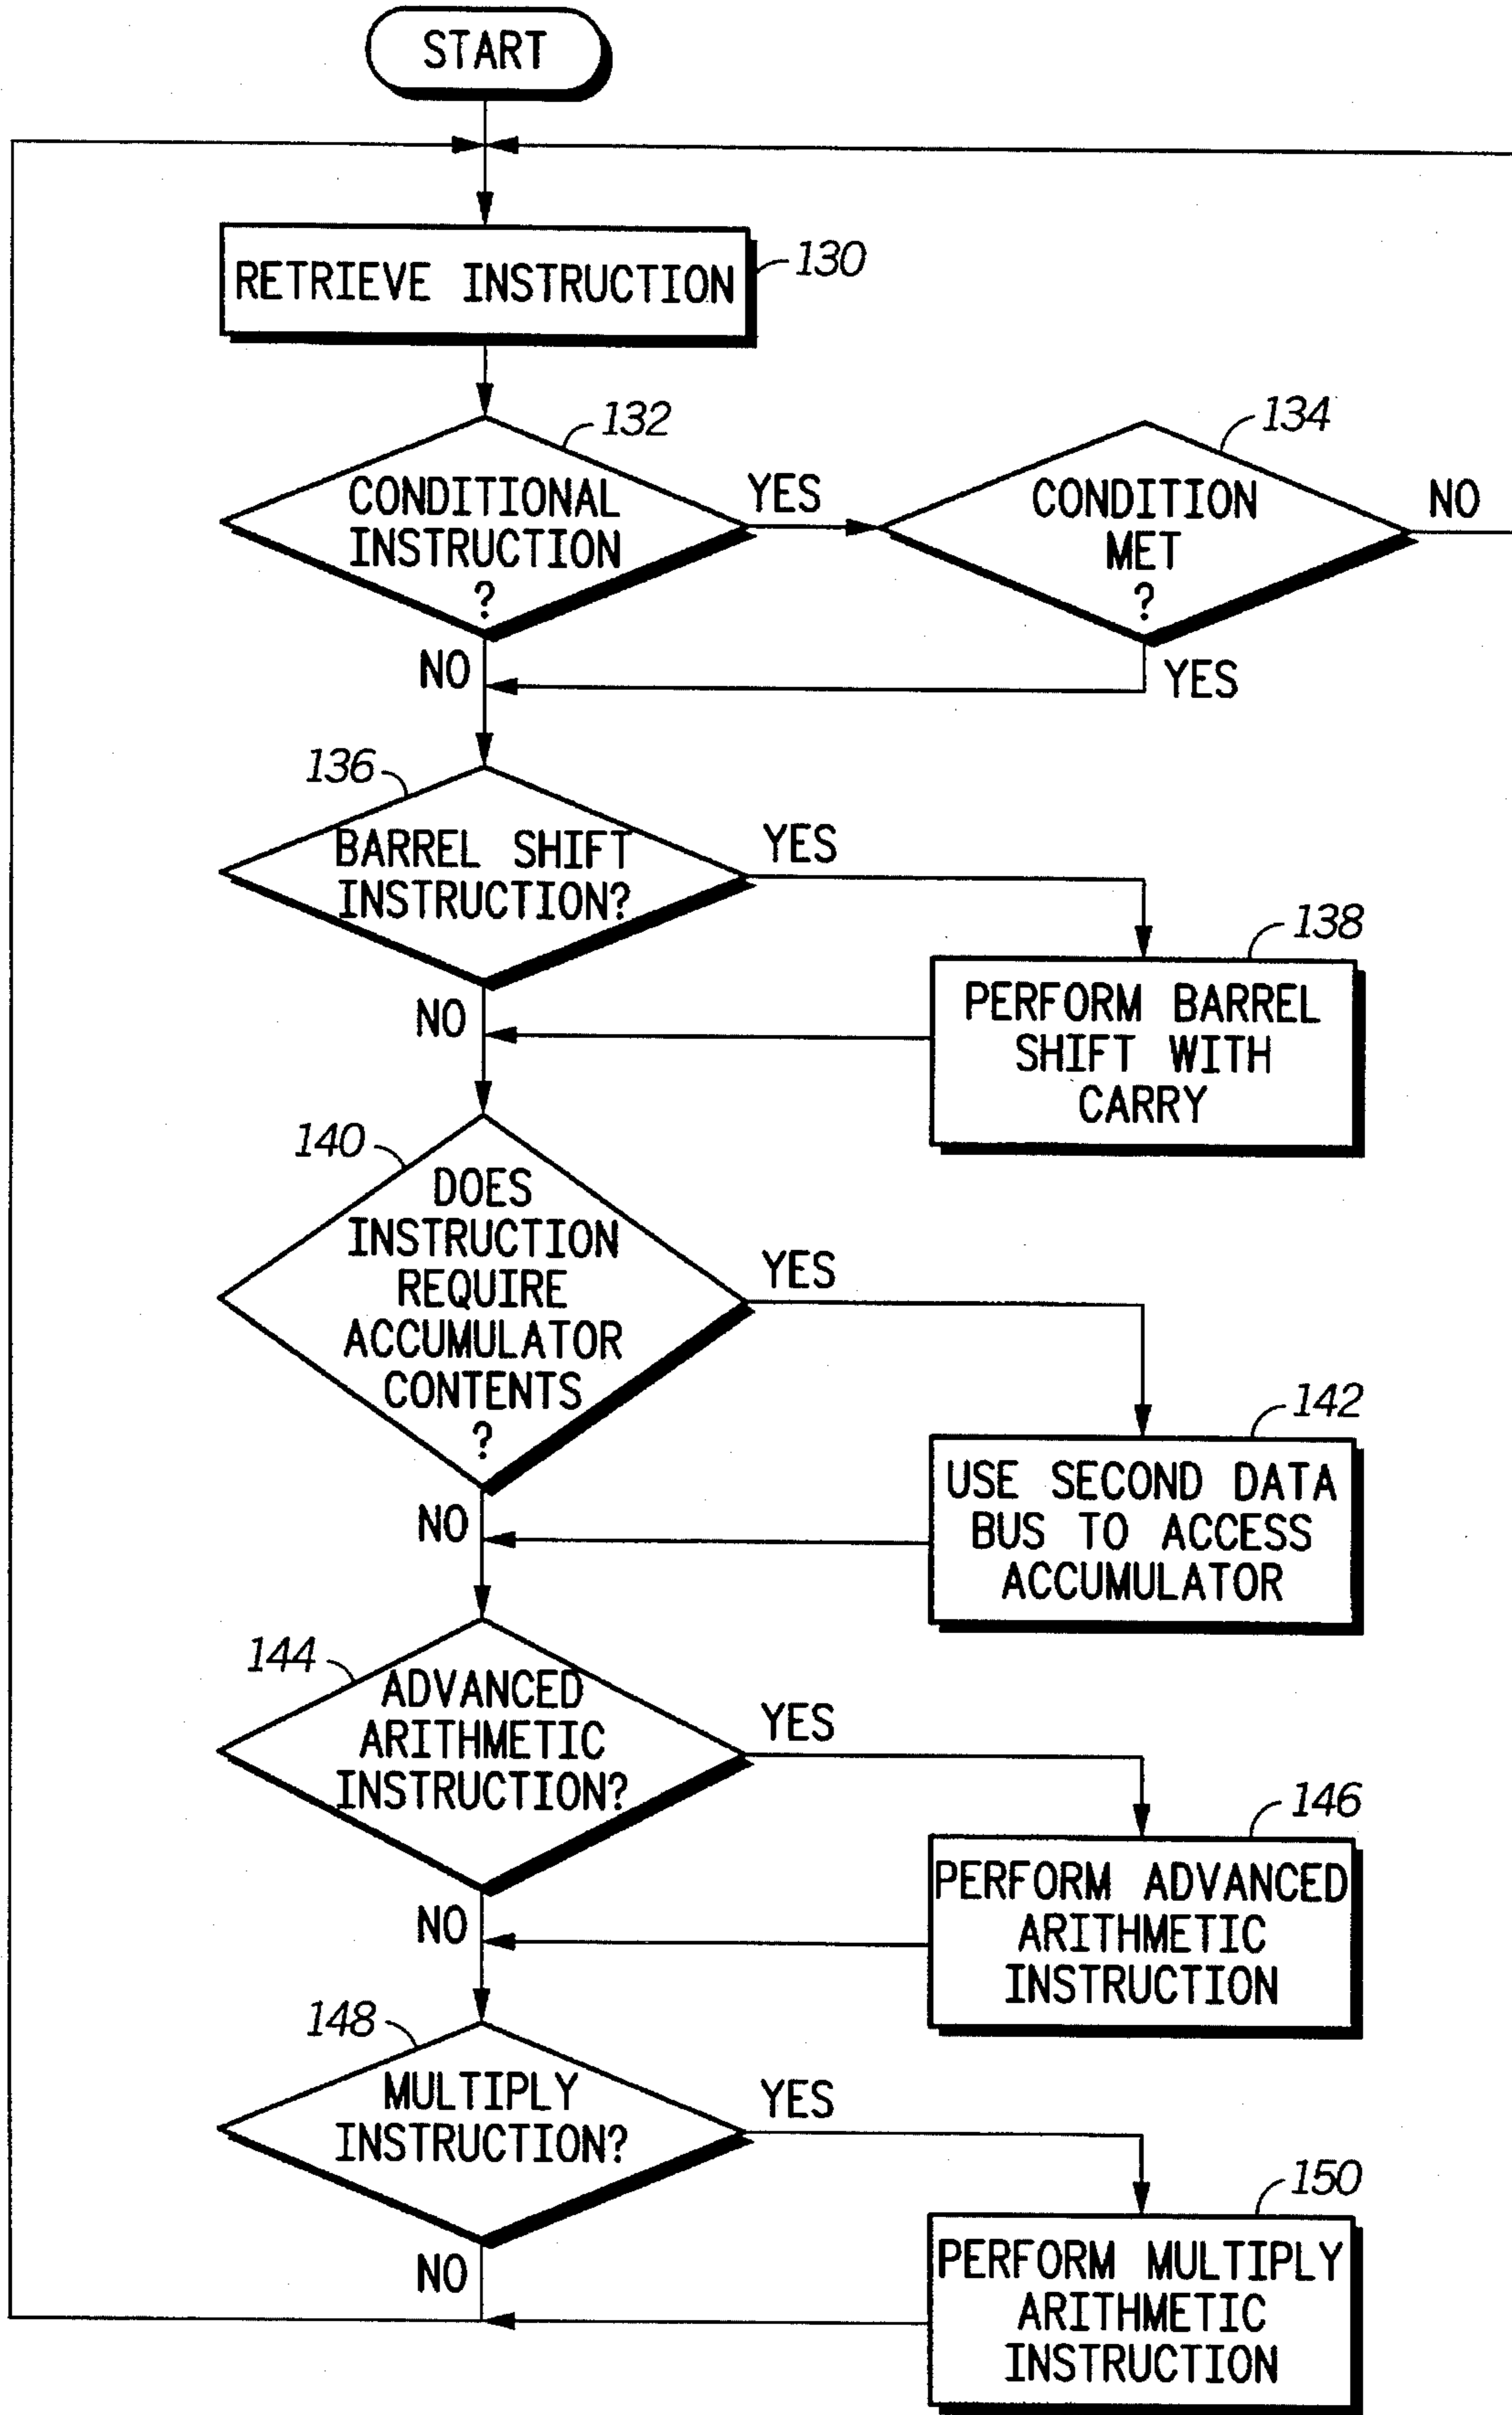 START
RETRIEVE INSTRUCTION
130
132
CONDITIONAL
INSTRUCTION
?
YES
134
CONDITION
MET
?
NO
NO
YES
136
BARREL SHIFT
INSTRUCTION?
YES
138
PERFORM BARREL
SHIFT WITH
CARRY
NO
140
DOES
INSTRUCTION
REQUIRE
ACCUMULATOR
CONTENTS
?
YES
142
USE SECOND DATA
BUS TO ACCESS
ACCUMULATOR
NO
144
ADVANCED
ARITHMETIC
INSTRUCTION?
YES
146
PERFORM ADVANCED
ARITHMETIC
INSTRUCTION
NO
148
MULTIPLY
INSTRUCTION?
YES
150
PERFORM MULTIPLY
ARITHMETIC
INSTRUCTION
NO